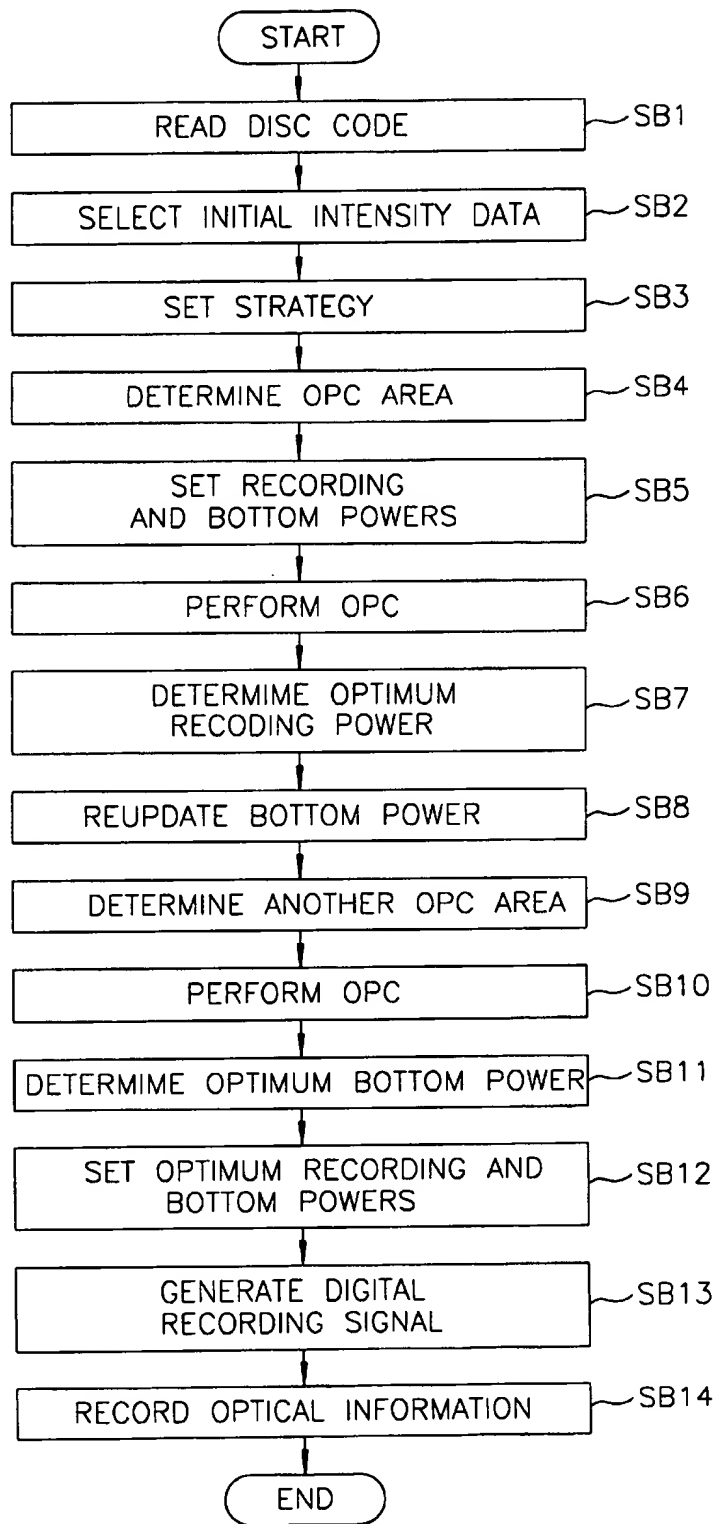 START
READ DISC CODE
SB1
SELECT INITIAL INTENSITY DATA
SB2
SET STRATEGY
SB3
DETERMINE OPC AREA
SB4
SET RECORDING
AND BOTTOM POWERS
SB5
PERFORM OPC
SB6
DETERMIME OPTIMUM
RECODING POWER
SB7
REUPDATE BOTTOM POWER
SB8
DETERMINE ANOTHER OPC AREA
SB9
PERFORM OPC
SB10
DETERMIME OPTIMUM BOTTOM POWER
SB11
SET OPTIMUM RECORDING AND
BOTTOM POWERS
SB12
GENERATE DIGITAL
RECORDING SIGNAL
SB13
RECORD OPTICAL INFORMATION
SB14
END